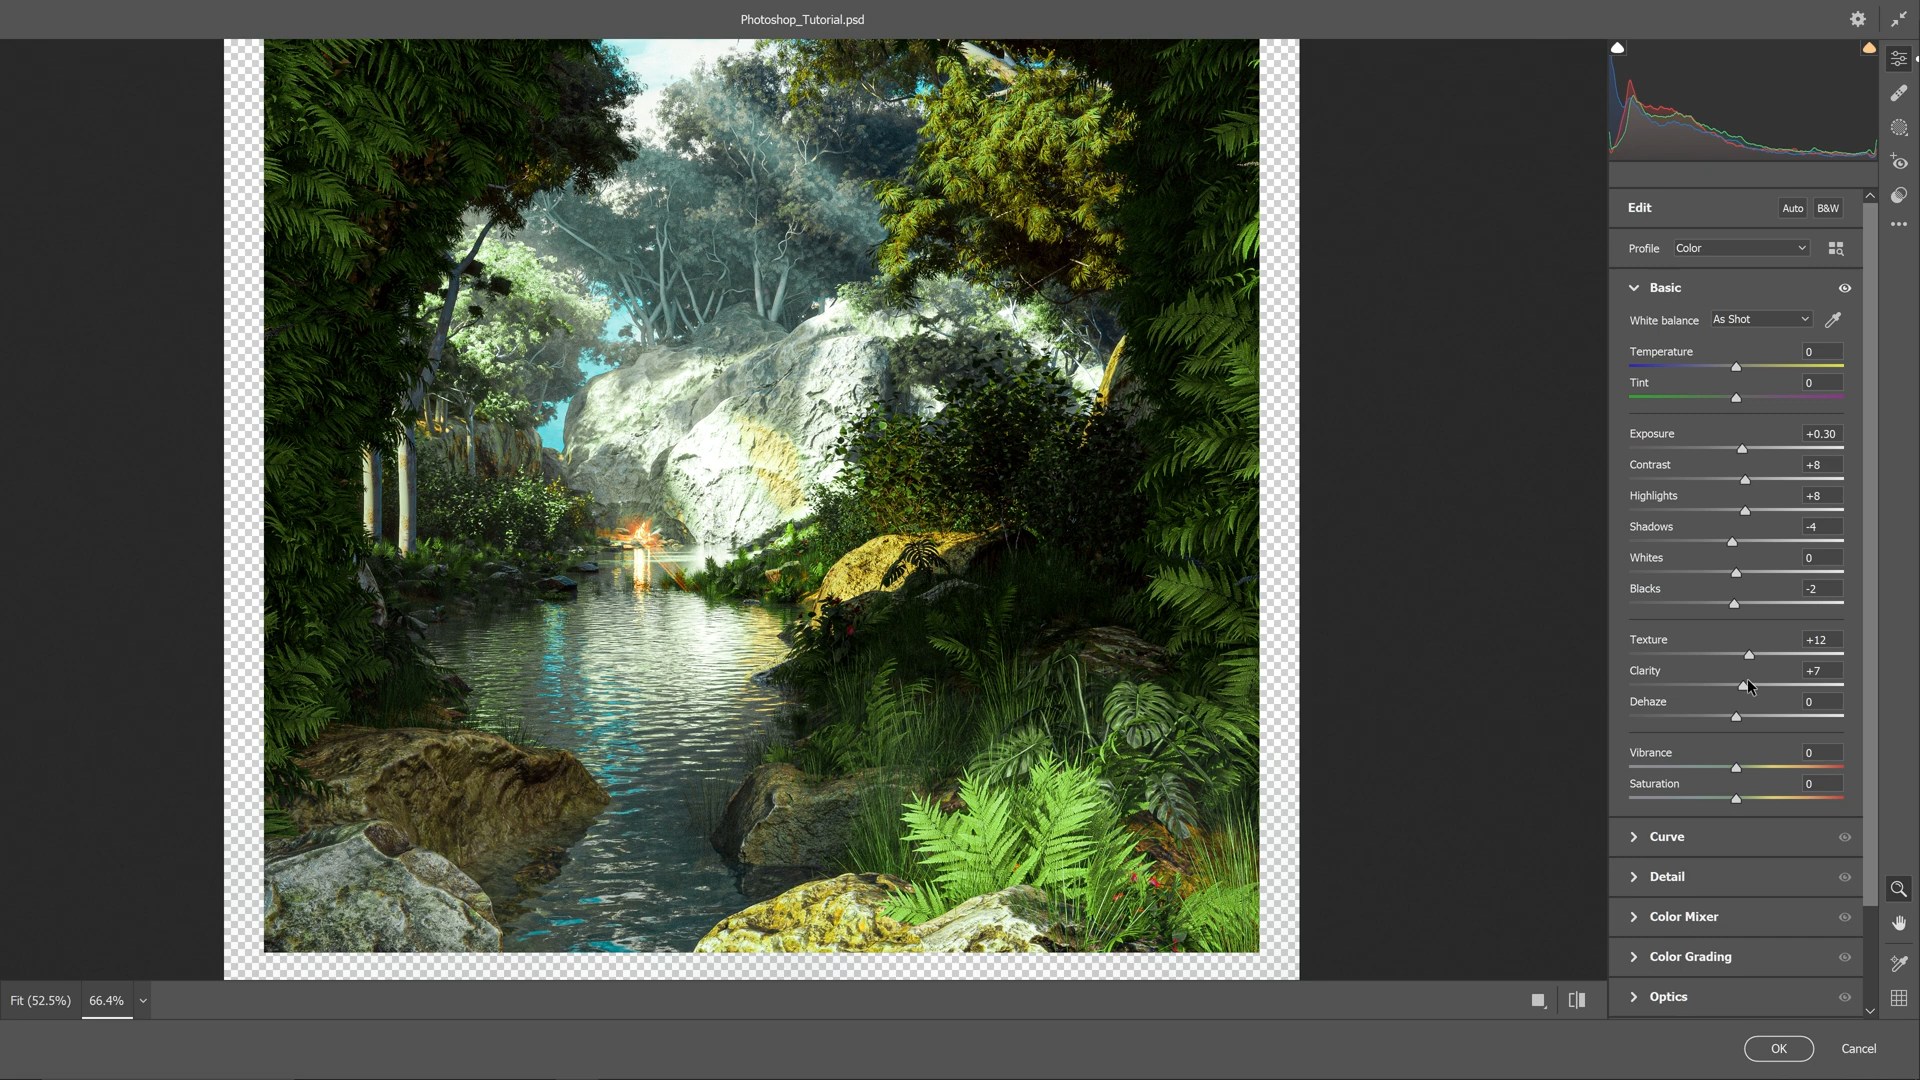 Photoshop_Tutorial.psd
Edit
Auto
B&W
Profile
Color
Basic
White balance
As Shot
Temperature
0
Tint
0
Exposure
+0.30
Contrast
+8
Highlights
+8
Shadows
-4
Whites
0
Blacks
-2
Texture
+12
Clarity
+7
Dehaze
0
Vibrance
0
Saturation
0
Curve
Detail
Color Mixer
Color Grading
Optics
Fit (52.5%)
66.4%
OK
Cancel